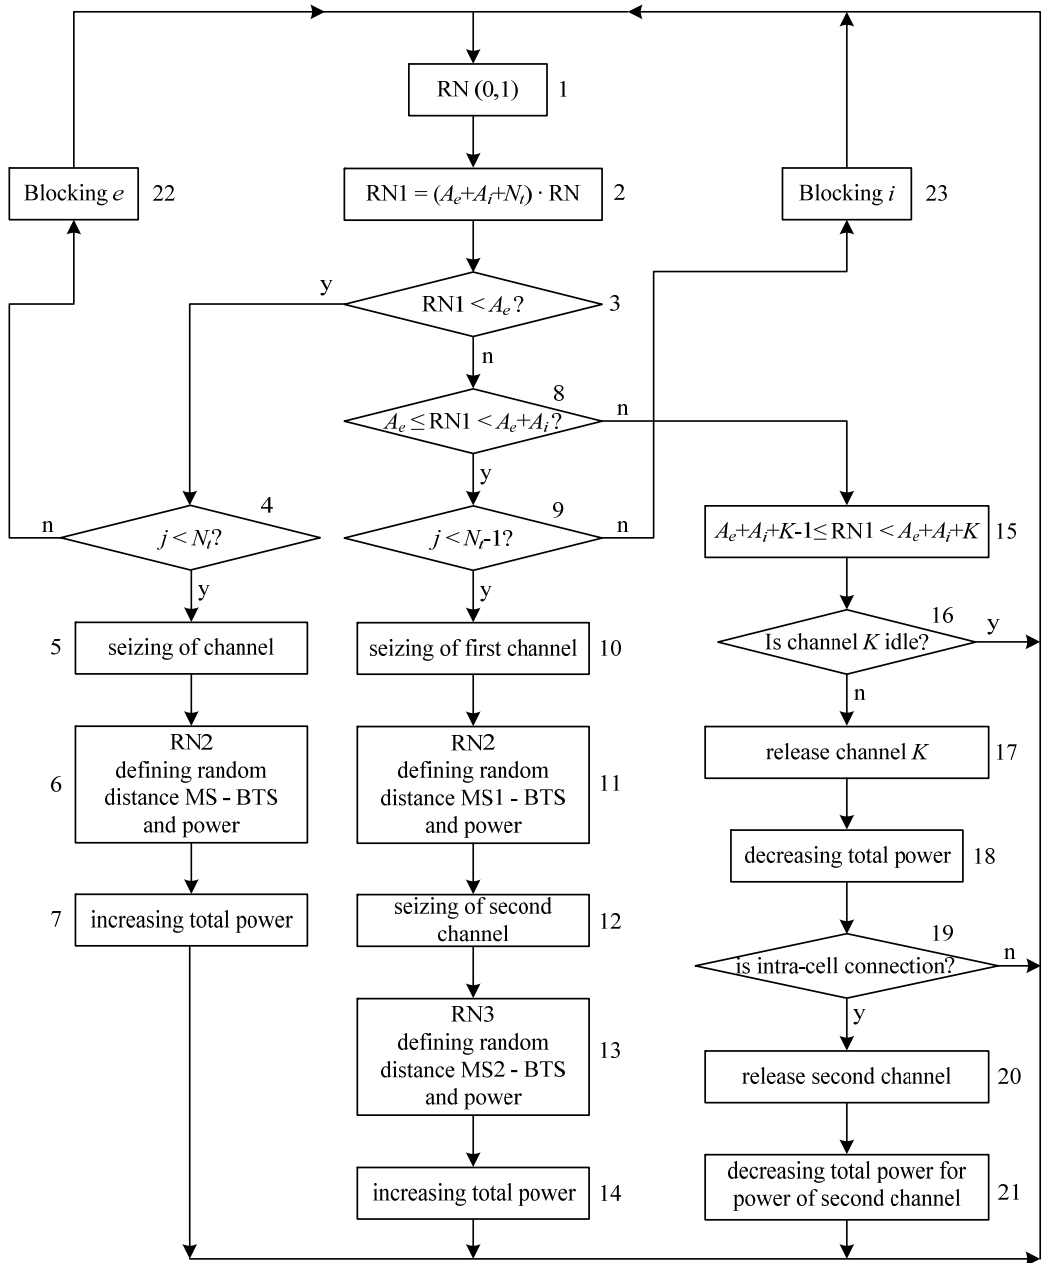 RN (0,1)
1
Blocking e
22
RN1 = (Ae+Ai+Nt) · RN
2
Blocking i
23
y
RN1 < Ae?
3
n
8
Ae ≤ RN1 < Ae+Ai?
n
y
4
n
j < Nt?
y
9
j < Nt-1?
n
y
Ae+Ai+K-1≤ RN1 < Ae+Ai+K
15
16
Is channel K idle?
y
n
5
seizing of channel
seizing of first channel
10
6
RN2
defining random
distance MS - BTS
and power
RN2
defining random
distance MS1 - BTS
and power
11
release channel K
17
decreasing total power
18
7
increasing total power
seizing of second
channel
12
19
is intra-cell connection?
n
y
RN3
defining random
distance MS2 - BTS
and power
13
release second channel
20
increasing total power
14
decreasing total power for
power of second channel
21